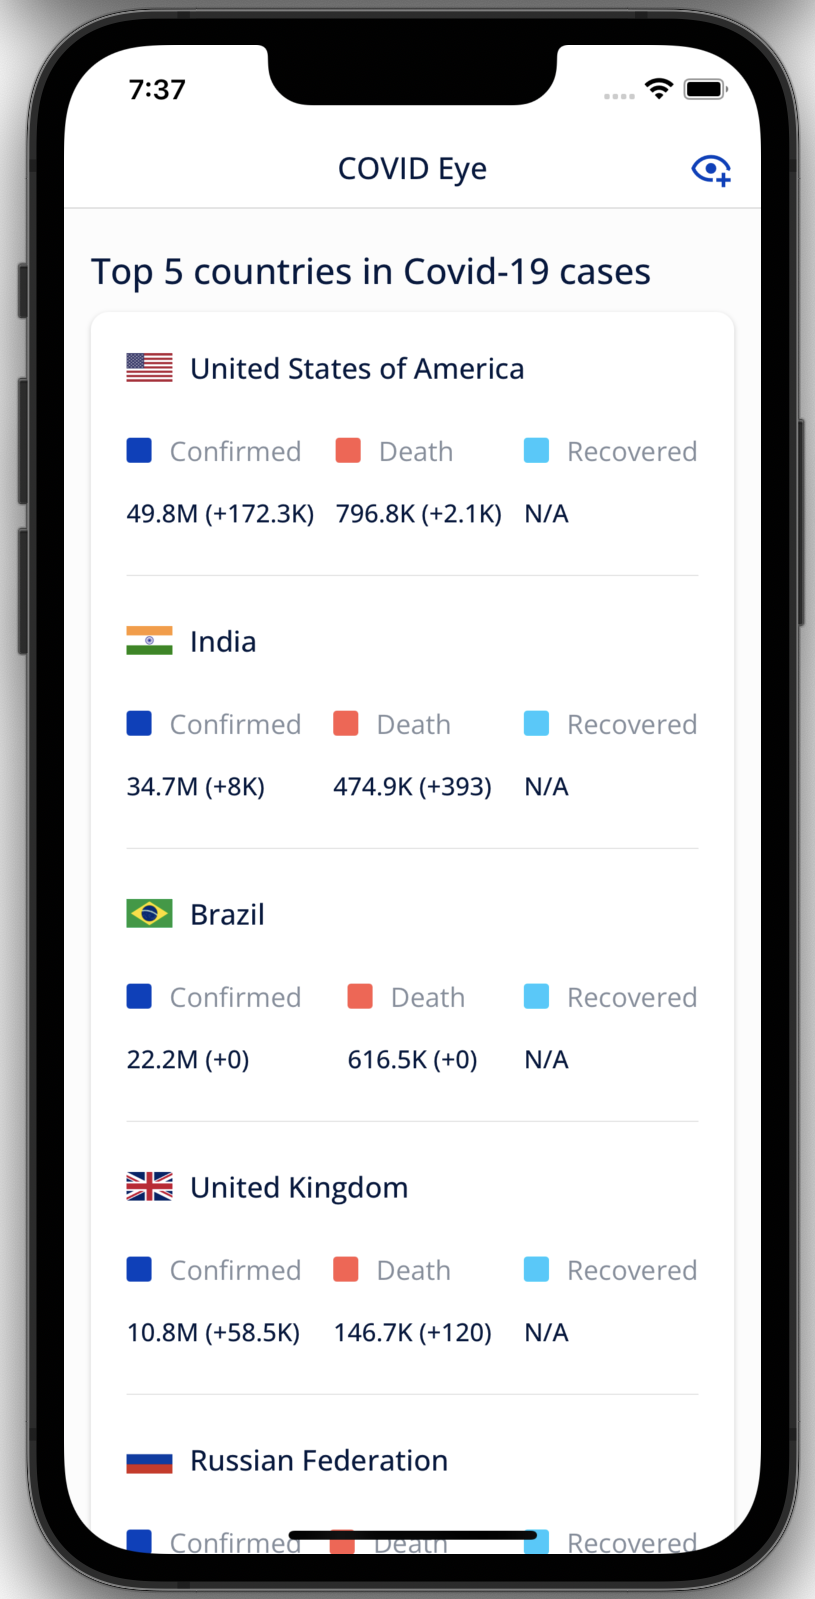 7:37
COVID Eye
Top 5 countries in Covid-19 cases
United States of America
Confirmed Death Recovered
49.8M (+172.3K) 796.8K (+2.1K) N/A
India
Confirmed Death Recovered
34.7M (+8K) 474.9K (+393) N/A
Brazil
Confirmed Death Recovered
22.2M (+0) 616.5K (+0) N/A
United Kingdom
Confirmed Death Recovered
10.8M (+58.5K) 146.7K (+120) N/A
Russian Federation
Confirmed Death Recovered